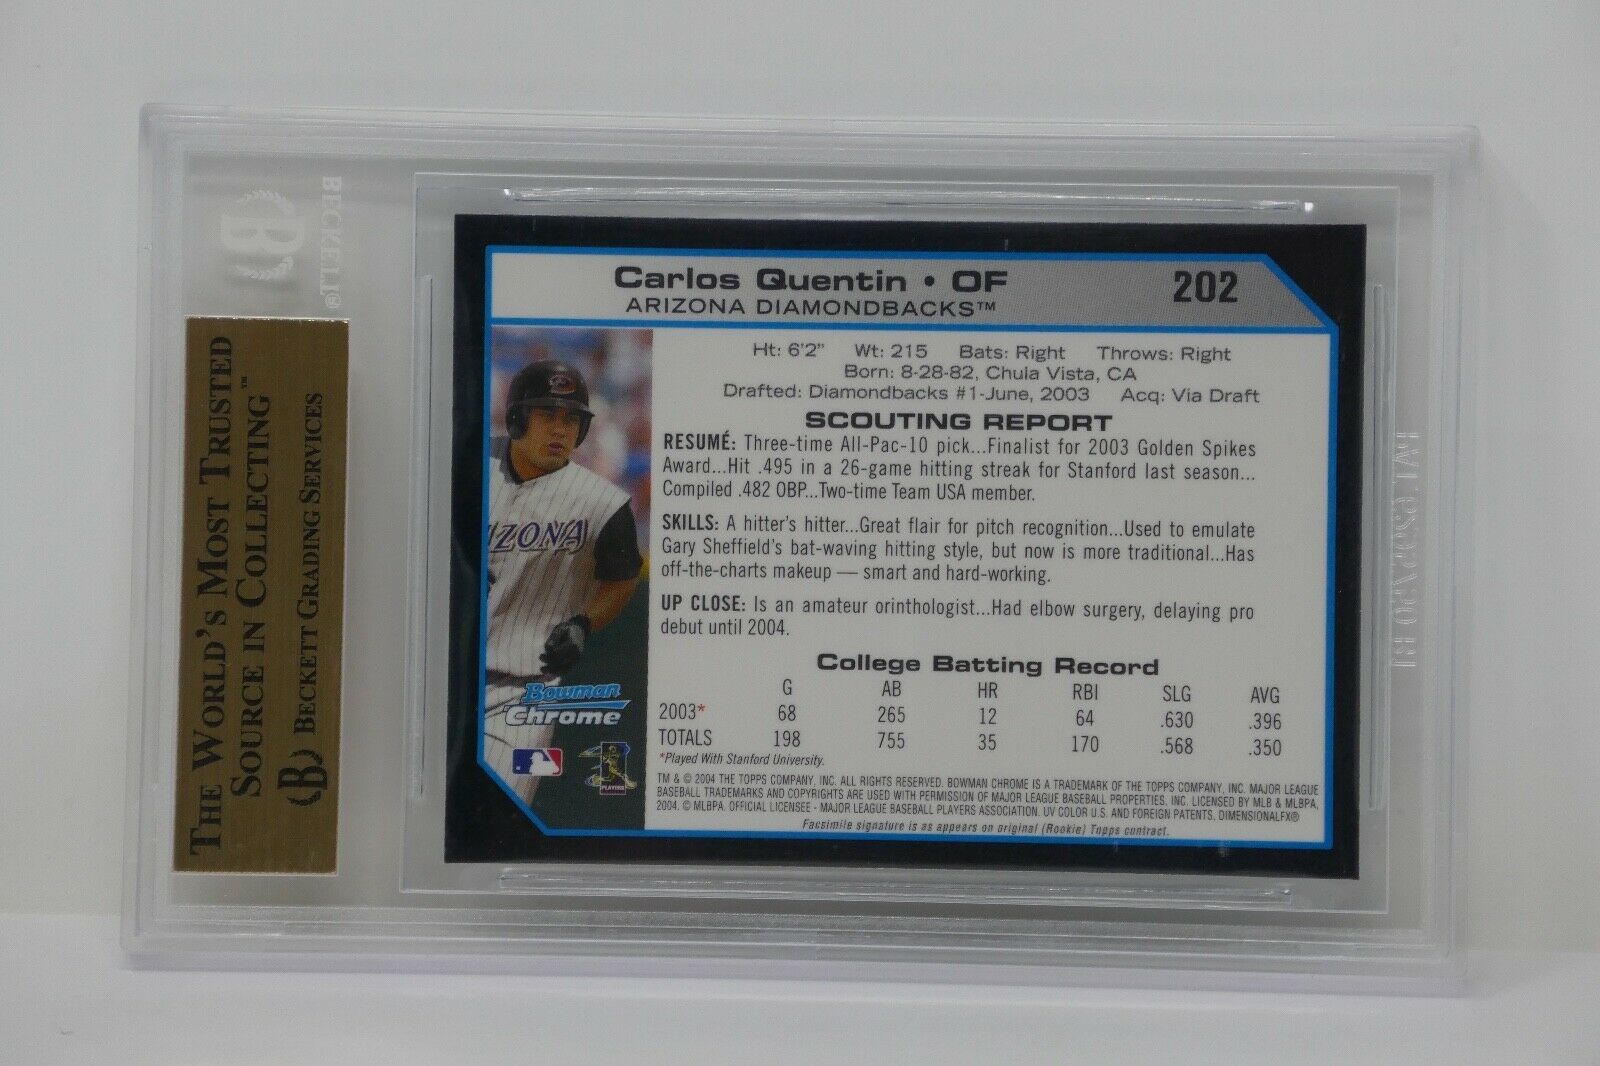 BECKETT®
THE WORLD'S MOST TRUSTED
SOURCE IN COLLECTING™
BECKETT GRADING SERVICES
Carlos Quentin • OF
202
ARIZONA DIAMONDBACKS™
Ht: 6'2" Wt: 215 Bats: Right Throws: Right
Born: 8-28-82, Chula Vista, CA
Drafted: Diamondbacks #1-June, 2003 Acq: Via Draft
SCOUTING REPORT
RESUMÉ: Three-time All-Pac-10 pick...Finalist for 2003 Golden Spikes
Award...Hit .495 in a 26-game hitting streak for Stanford last season...
Compiled .482 OBP...Two-time Team USA member.
SKILLS: A hitter's hitter...Great flair for pitch recognition...Used to emulate
Gary Sheffield's bat-waving hitting style, but now is more traditional...Has
off-the-charts makeup — smart and hard-working.
UP CLOSE: Is an amateur orinthologist...Had elbow surgery, delaying pro
debut until 2004.
College Batting Record
G AB HR RBI SLG AVG
2003* 68 265 12 64 .630 .396
TOTALS 198 755 35 170 .568 .350
*Played With Stanford University.
TM & © 2004 THE TOPPS COMPANY, INC. ALL RIGHTS RESERVED. BOWMAN CHROME IS A TRADEMARK OF THE TOPPS COMPANY, INC. MAJOR LEAGUE
BASEBALL TRADEMARKS AND COPYRIGHTS ARE USED WITH PERMISSION OF MAJOR LEAGUE BASEBALL PROPERTIES, INC. LICENSED BY MLB & MLBPA,
2004. © MLBPA. OFFICIAL LICENSEE - MAJOR LEAGUE BASEBALL PLAYERS ASSOCIATION. UV COLOR U.S. AND FOREIGN PATENTS. DIMENSIONALFX®
Facsimile signature is as appears on original (Rookie) Topps contract.
IZONA
Bowman
Chrome
PLAYERS